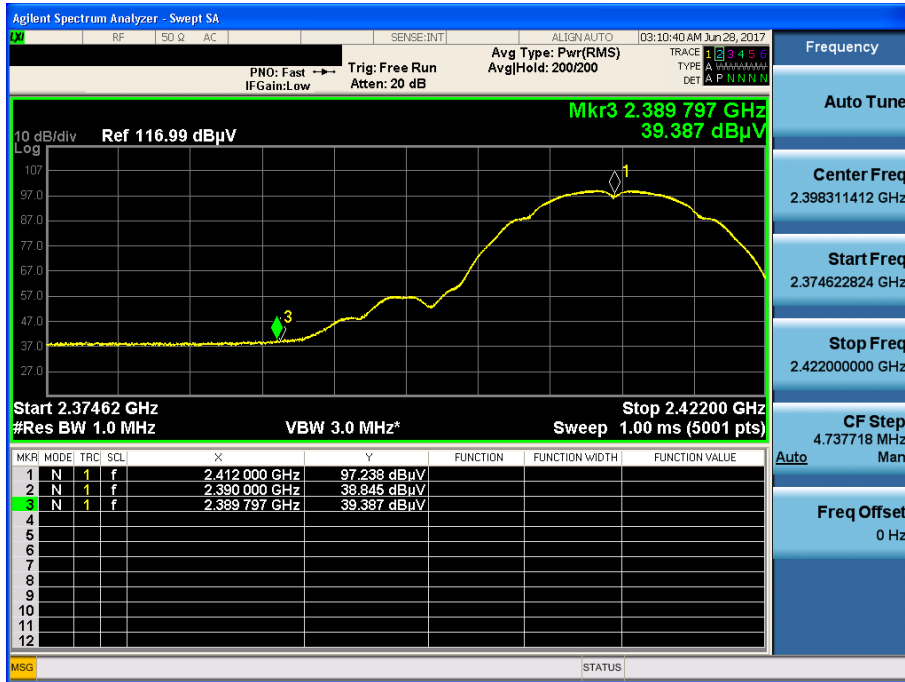 Agilent Spectrum Analyzer - Swept SA
LXI RF 50 Ω AC SENSE:INT ALIGN AUTO 03:10:40 AM Jun 28, 2017
PNO: Fast
IFGain:Low
Trig: Free Run
Atten: 20 dB
Avg Type: Pwr(RMS)
Avg|Hold: 200/200
TRACE 1 2 3 4 5 6
TYPE A WWWWW
DET A P N N N N
Mkr3 2.389 797 GHz
39.387 dBµV
10 dB/div Ref 116.99 dBµV
Log
107
97.0
87.0
77.0
67.0
57.0
47.0
37.0
27.0
1
3
Start 2.37462 GHz Stop 2.42200 GHz
#Res BW 1.0 MHz VBW 3.0 MHz* Sweep 1.00 ms (5001 pts)
MKR MODE TRC SCL X Y FUNCTION FUNCTION WIDTH FUNCTION VALUE
1 N 1 f 2.412 000 GHz 97.238 dBµV
2 N 1 f 2.390 000 GHz 38.845 dBµV
3 N 1 f 2.389 797 GHz 39.387 dBµV
4
5
6
7
8
9
10
11
12
MSG STATUS
Frequency
Auto Tune
Center Freq
2.398311412 GHz
Start Freq
2.374622824 GHz
Stop Freq
2.422000000 GHz
CF Step
4.737718 MHz
Auto Man
Freq Offset
0 Hz